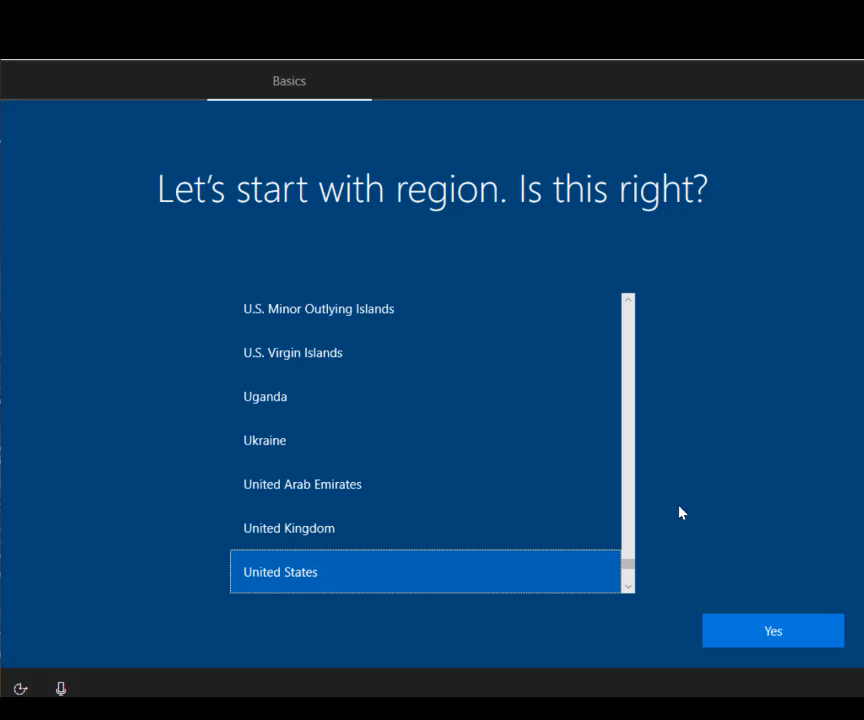 Basics
Let's start with region. Is this right?
U.S. Minor Outlying Islands
U.S. Virgin Islands
Uganda
Ukraine
United Arab Emirates
United Kingdom
United States
Yes